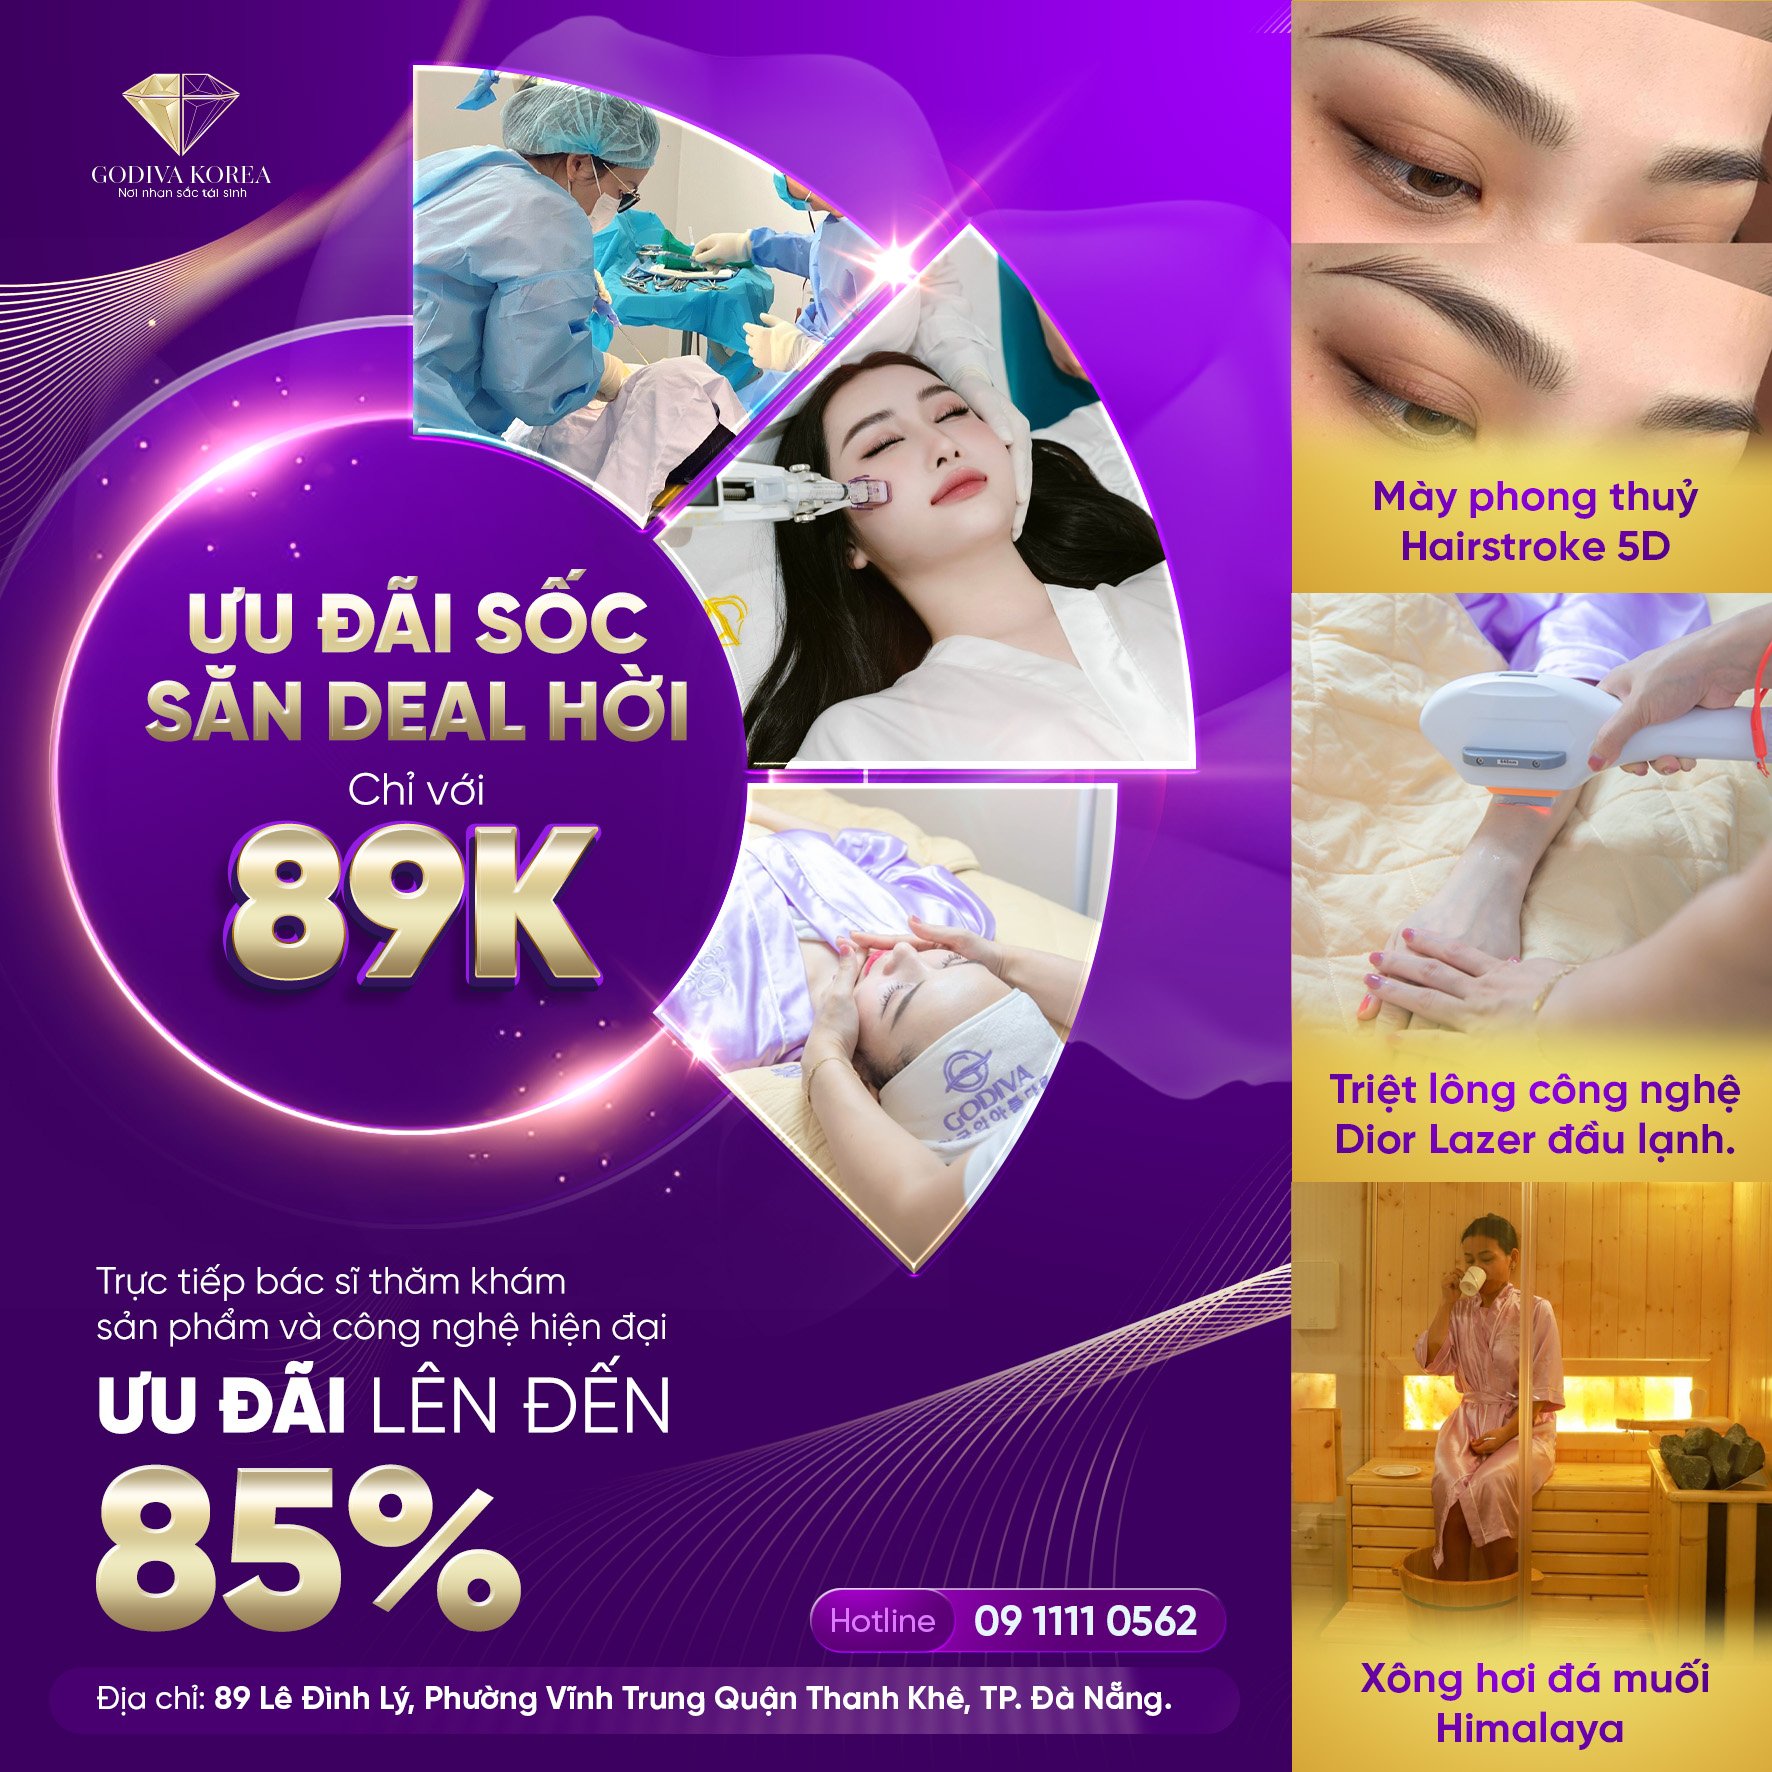 GODIVA KOREA
Nơi nhan sắc tái sinh
ƯU ĐÃI SỐC
SĂN DEAL HỜI
Chỉ với
89K
GODIVA
Trực tiếp bác sĩ thăm khám
sản phẩm và công nghệ hiện đại
ƯU ĐÃI LÊN ĐẾN
85%
Hotline 09 1111 0562
Địa chỉ: 89 Lê Đình Lý, Phường Vĩnh Trung Quận Thanh Khê, TP. Đà Nẵng.
Mày phong thuỷ
Hairstroke 5D
Triệt lông công nghệ
Dior Lazer đầu lạnh.
Xông hơi đá muối
Himalaya